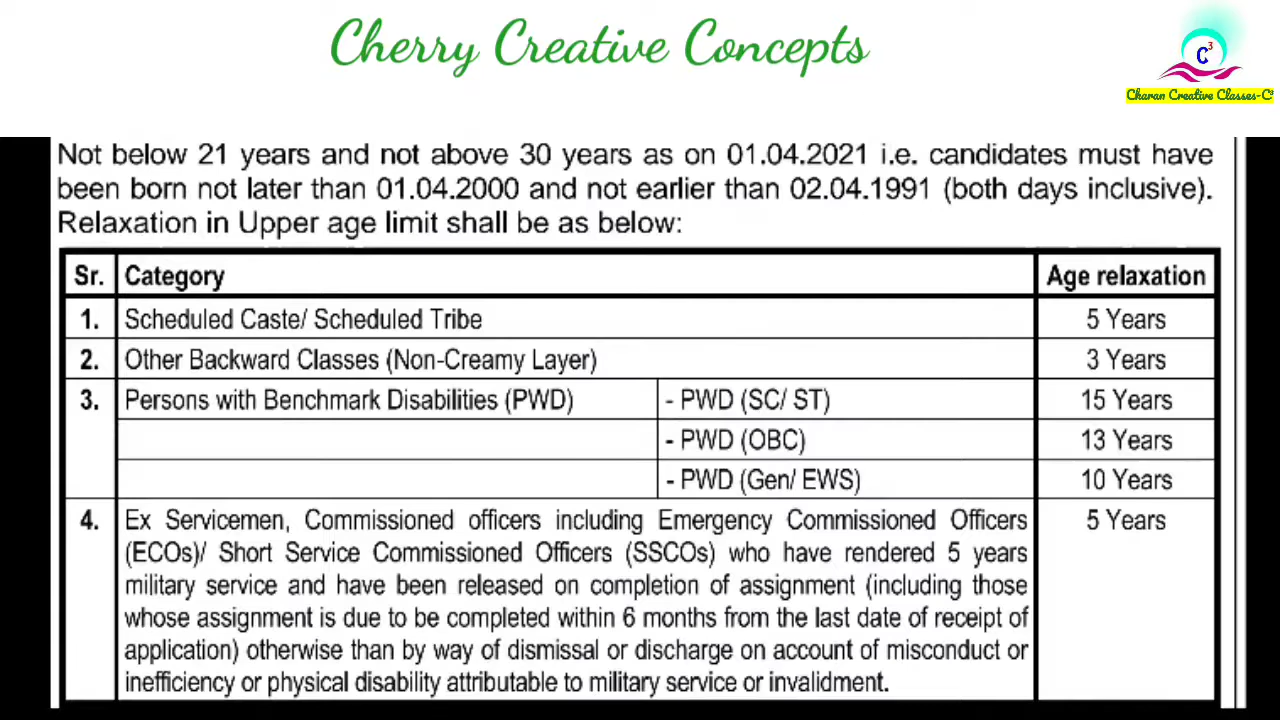 Cherry Creative Concepts
C3
Charan Creative Classes-C³
Not below 21 years and not above 30 years as on 01.04.2021 i.e. candidates must have
been born not later than 01.04.2000 and not earlier than 02.04.1991 (both days inclusive).
Relaxation in Upper age limit shall be as below:
Sr. Category Age relaxation
1. Scheduled Caste/ Scheduled Tribe 5 Years
2. Other Backward Classes (Non-Creamy Layer) 3 Years
3. Persons with Benchmark Disabilities (PWD) - PWD (SC/ ST) 15 Years
- PWD (OBC) 13 Years
- PWD (Gen/ EWS) 10 Years
4. Ex Servicemen, Commissioned officers including Emergency Commissioned Officers 5 Years
(ECOs)/ Short Service Commissioned Officers (SSCOs) who have rendered 5 years
military service and have been released on completion of assignment (including those
whose assignment is due to be completed within 6 months from the last date of receipt of
application) otherwise than by way of dismissal or discharge on account of misconduct or
inefficiency or physical disability attributable to military service or invalidment.